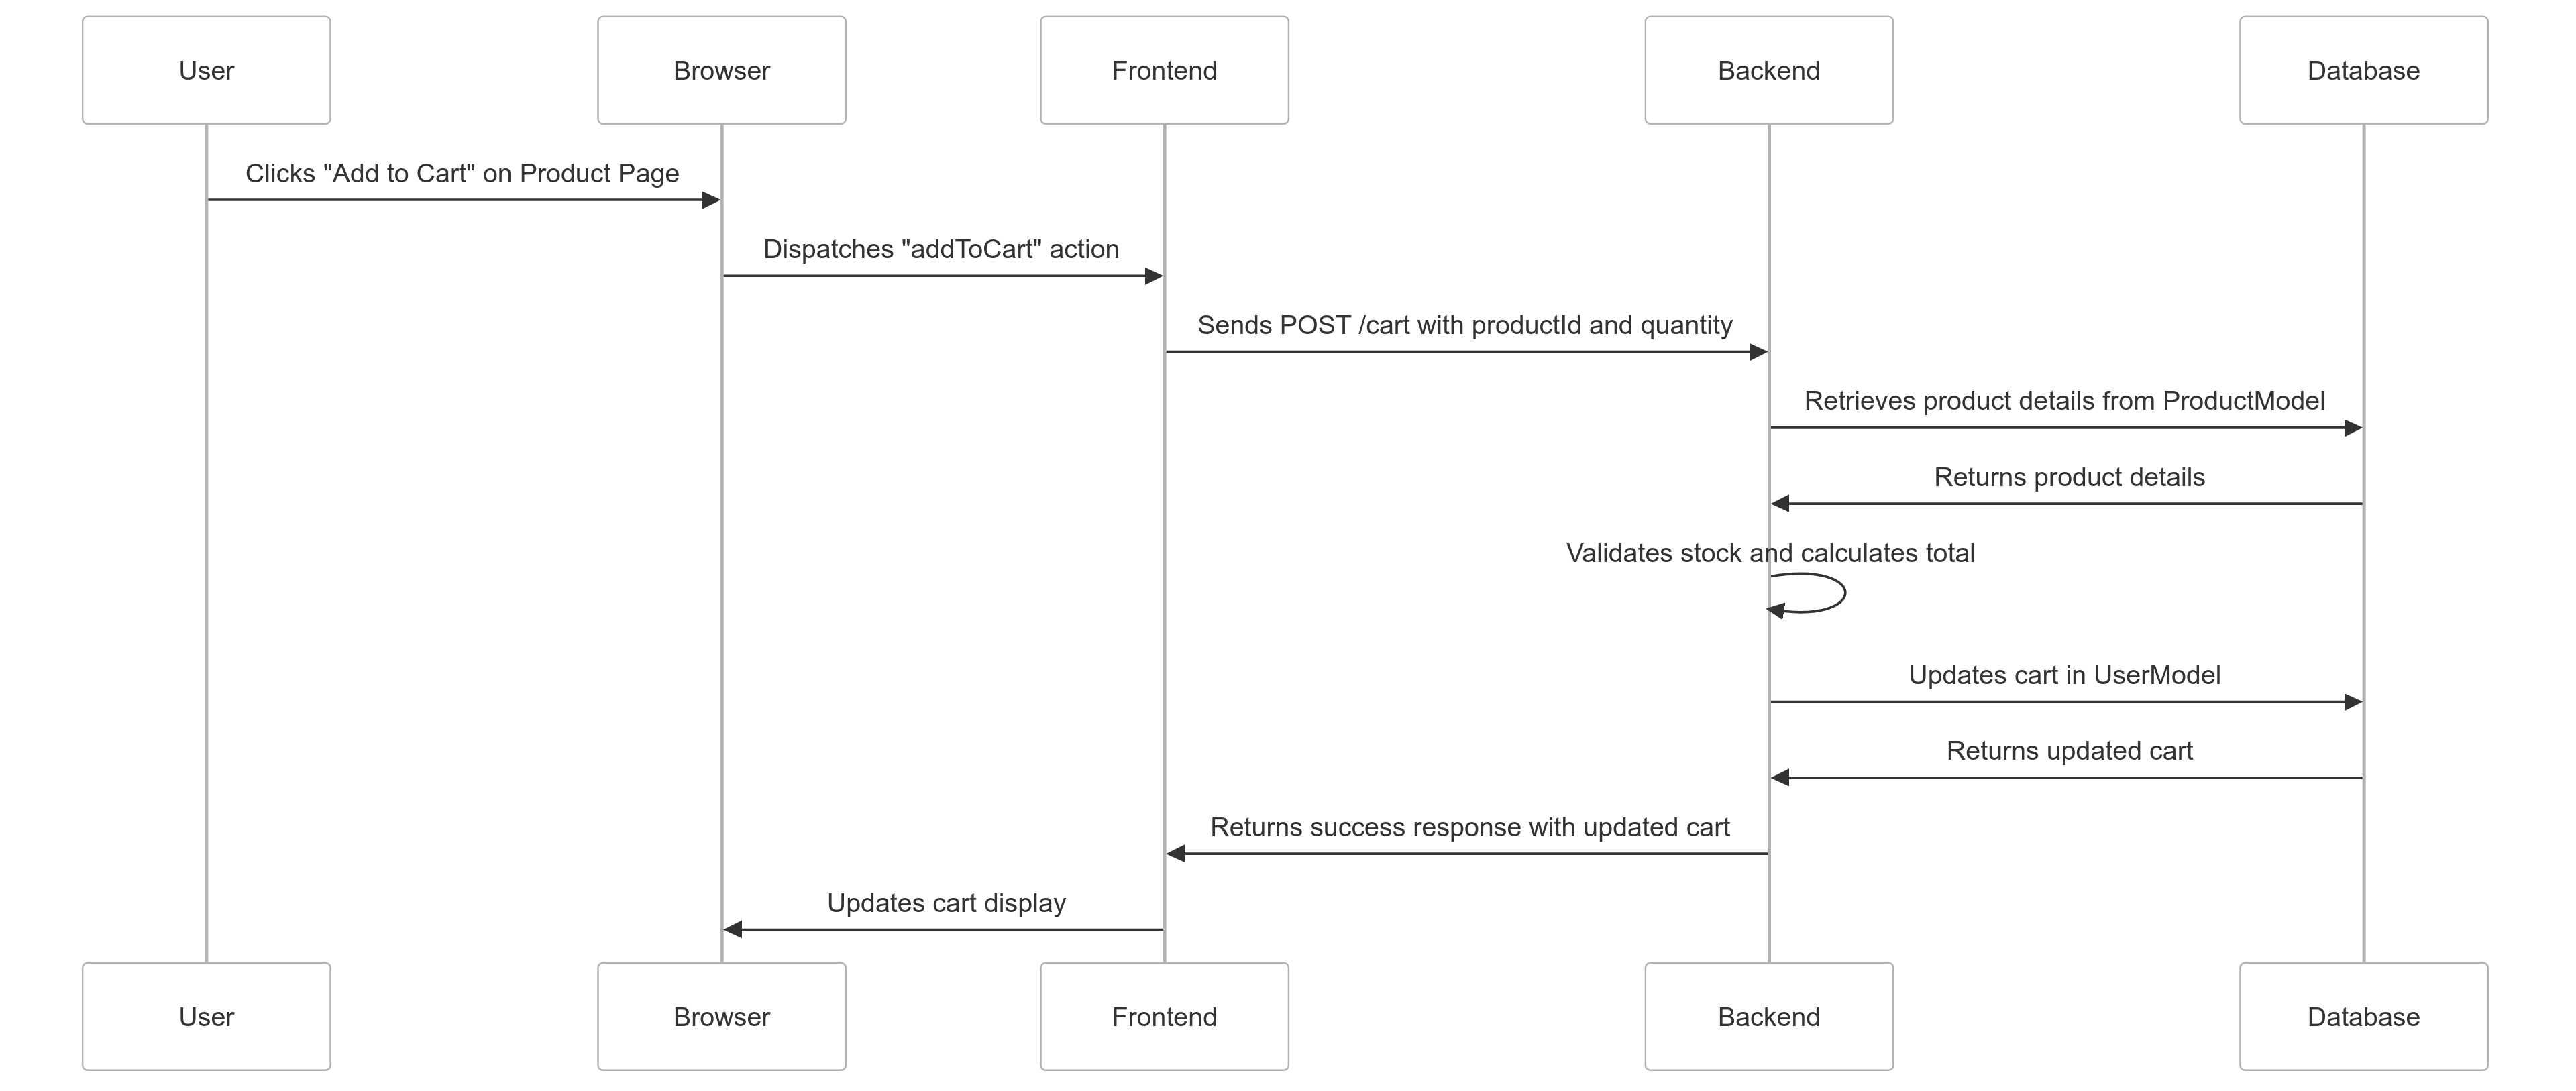 User
Browser
Frontend
Backend
Database
Clicks "Add to Cart" on Product Page
Dispatches "addToCart" action
Sends POST /cart with productId and quantity
Retrieves product details from ProductModel
Returns product details
Validates stock and calculates total
Updates cart in UserModel
Returns updated cart
Returns success response with updated cart
Updates cart display
User
Browser
Frontend
Backend
Database